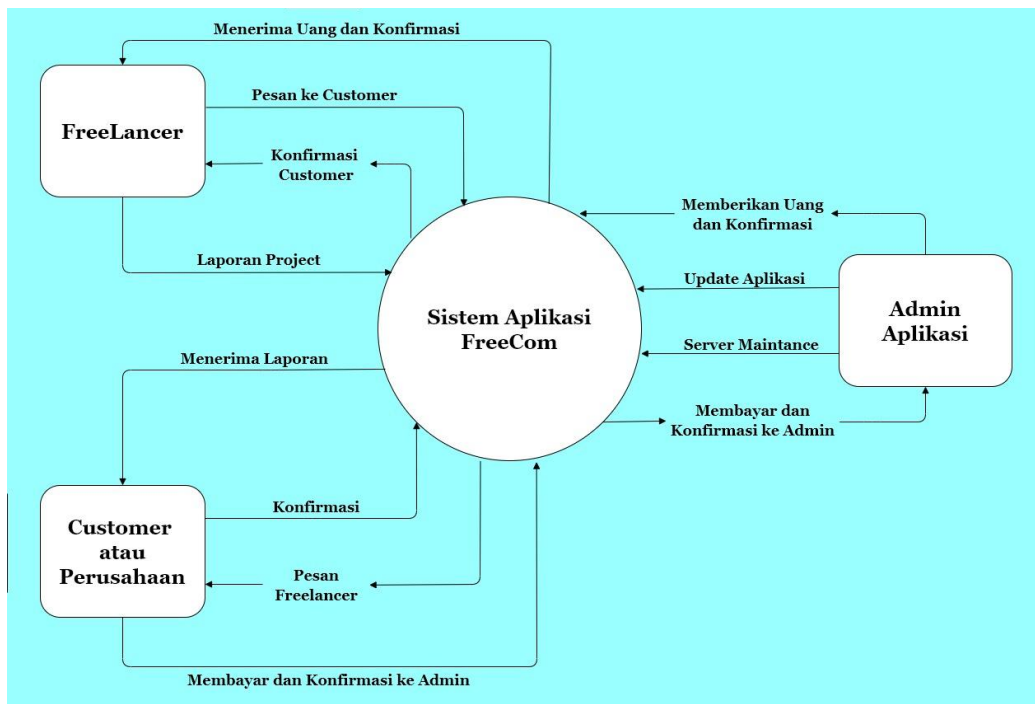 Menerima Uang dan Konfirmasi
FreeLancer
Pesan ke Customer
Konfirmasi
Customer
Laporan Project
Sistem Aplikasi
FreeCom
Memberikan Uang
dan Konfirmasi
Update Aplikasi
Admin
Aplikasi
Server Maintance
Membayar dan
Konfirmasi ke Admin
Menerima Laporan
Customer
atau
Perusahaan
Konfirmasi
Pesan
Freelancer
Membayar dan Konfirmasi ke Admin